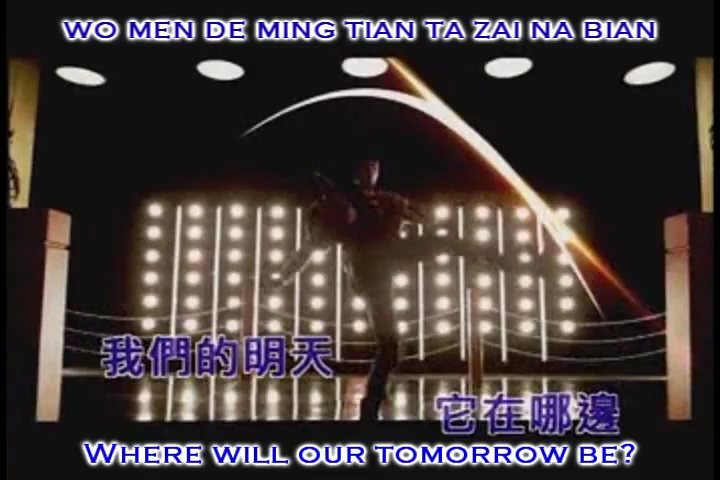 WO MEN DE MING TIAN TA ZAI NA BIAN
我們的明天
它在哪邊
WHERE WILL OUR TOMORROW BE?